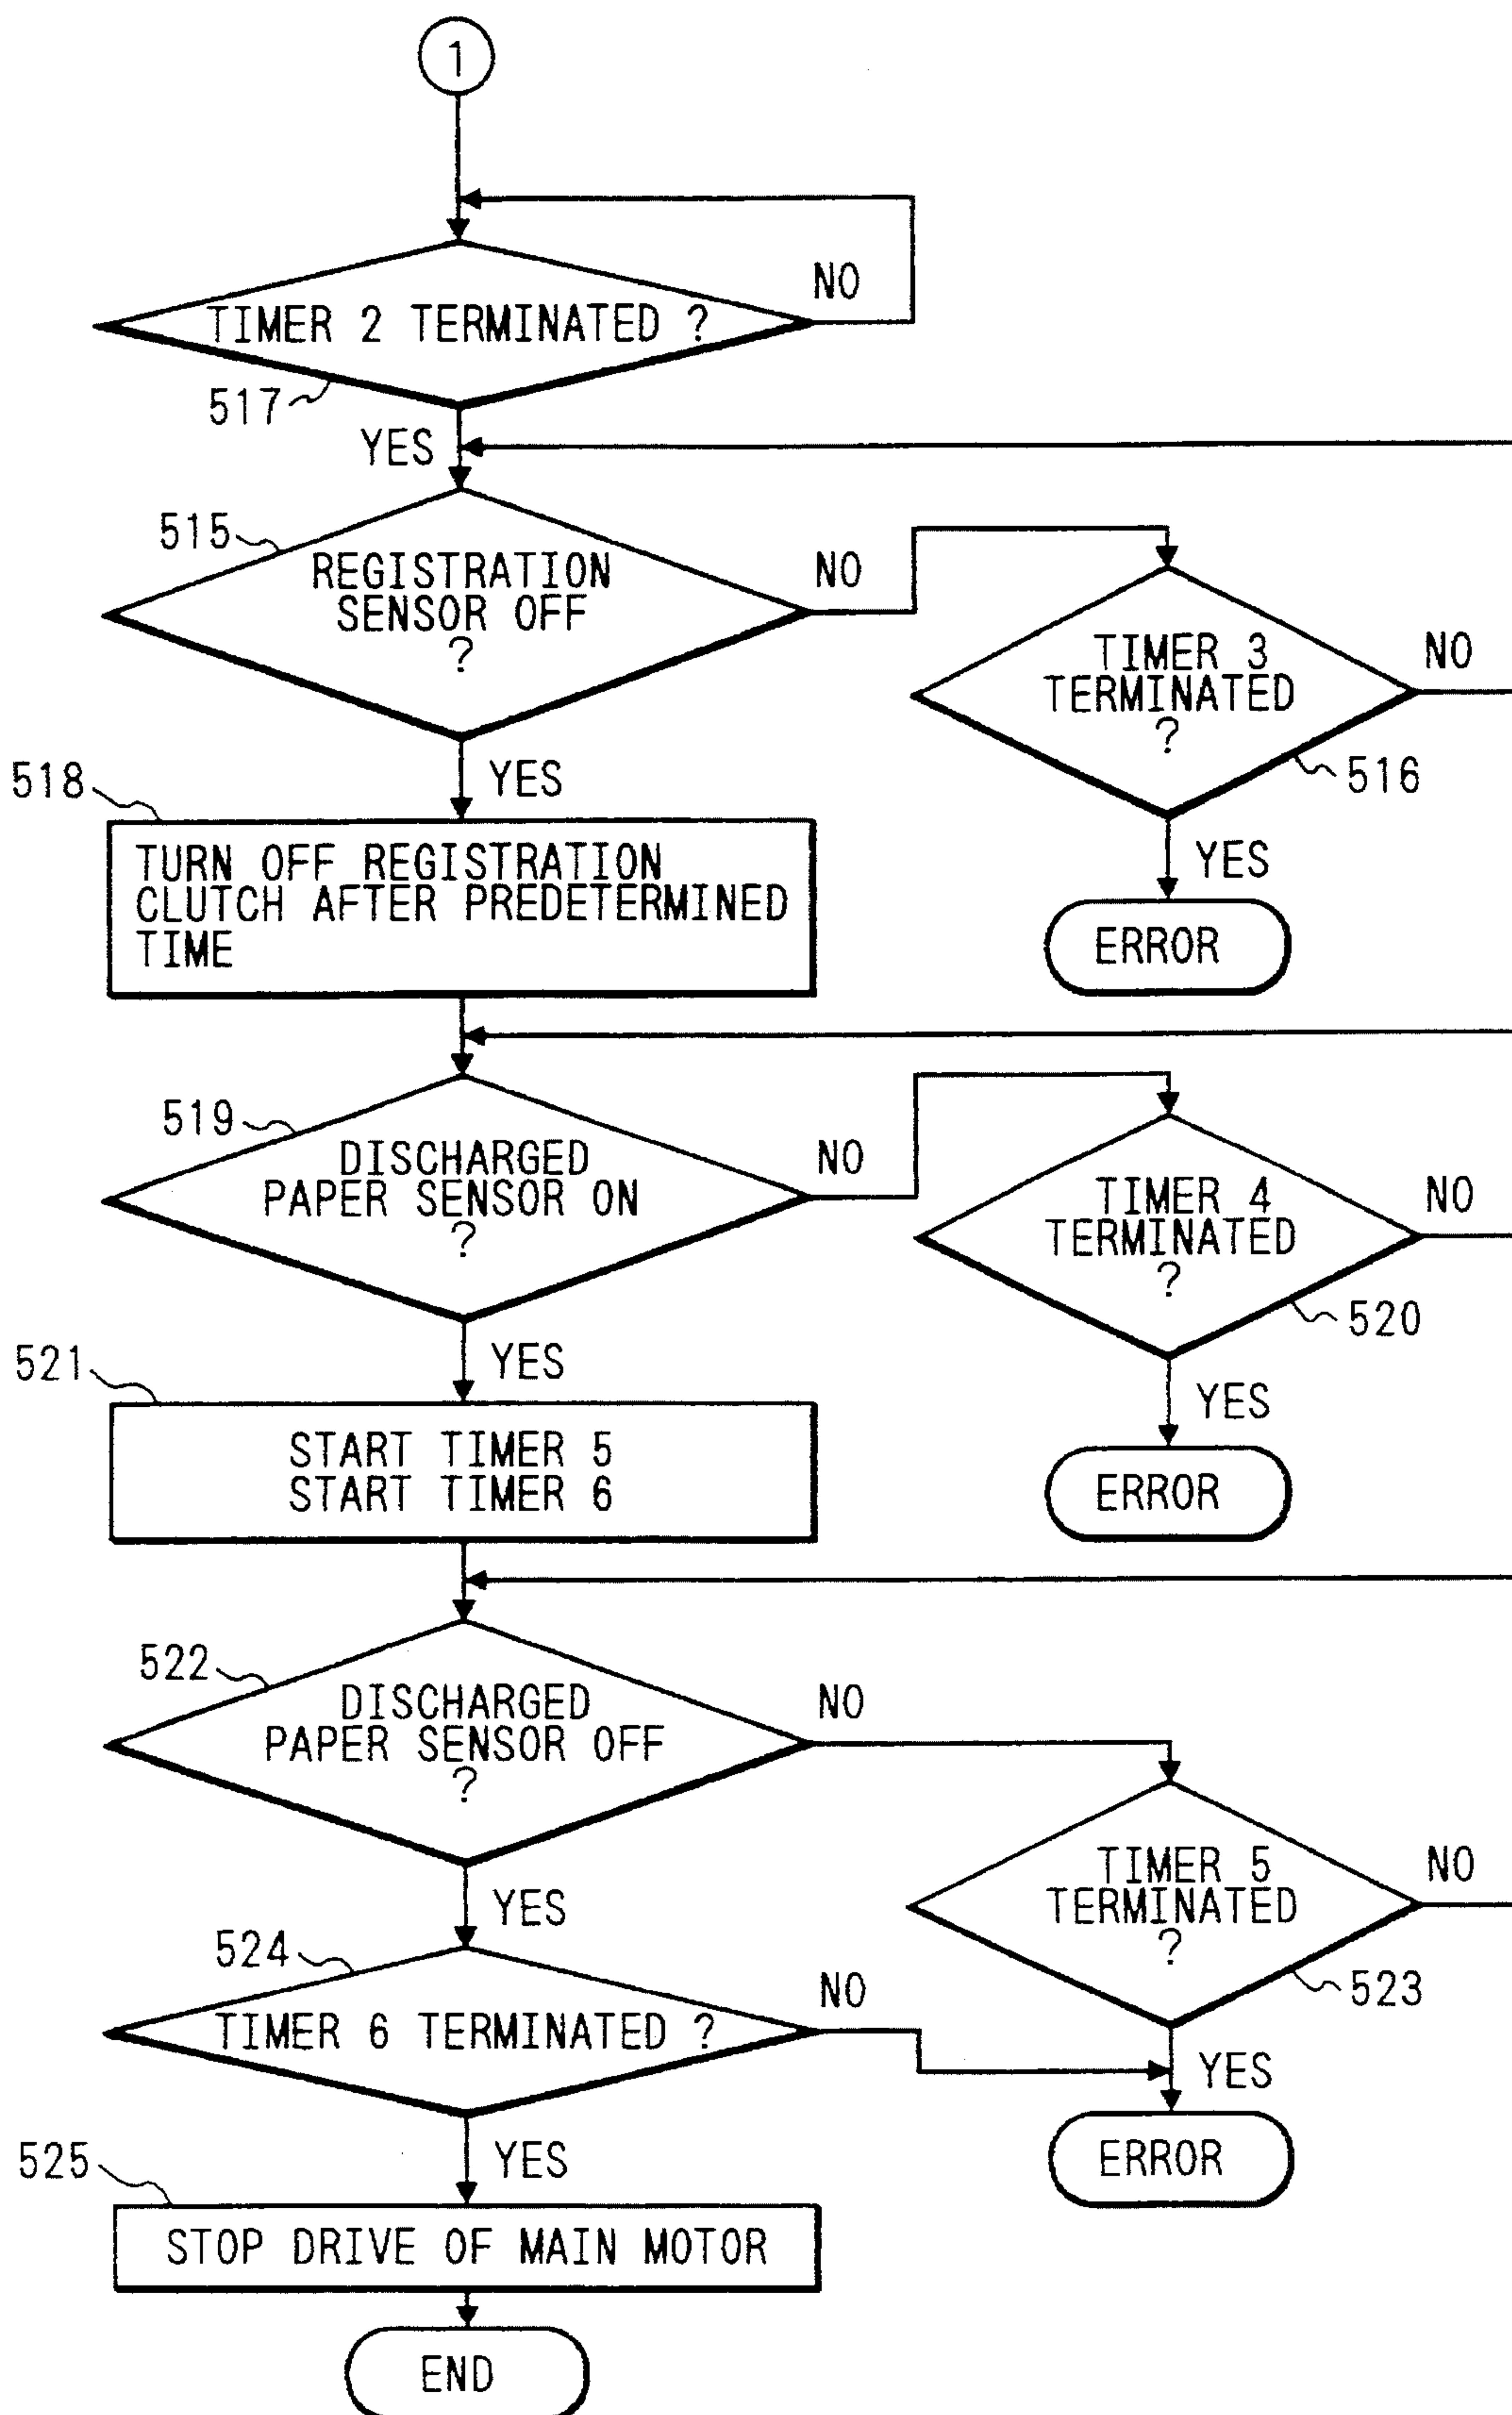 1
TIMER 2 TERMINATED ?
NO
517
YES
515
REGISTRATION
SENSOR OFF
?
NO
TIMER 3
TERMINATED
?
NO
516
YES
ERROR
YES
518
TURN OFF REGISTRATION
CLUTCH AFTER PREDETERMINED
TIME
519
DISCHARGED
PAPER SENSOR ON
?
NO
TIMER 4
TERMINATED
?
NO
520
YES
ERROR
YES
521
START TIMER 5
START TIMER 6
522
DISCHARGED
PAPER SENSOR OFF
?
NO
TIMER 5
TERMINATED
?
NO
523
YES
ERROR
YES
524
TIMER 6 TERMINATED ?
NO
YES
525
STOP DRIVE OF MAIN MOTOR
END